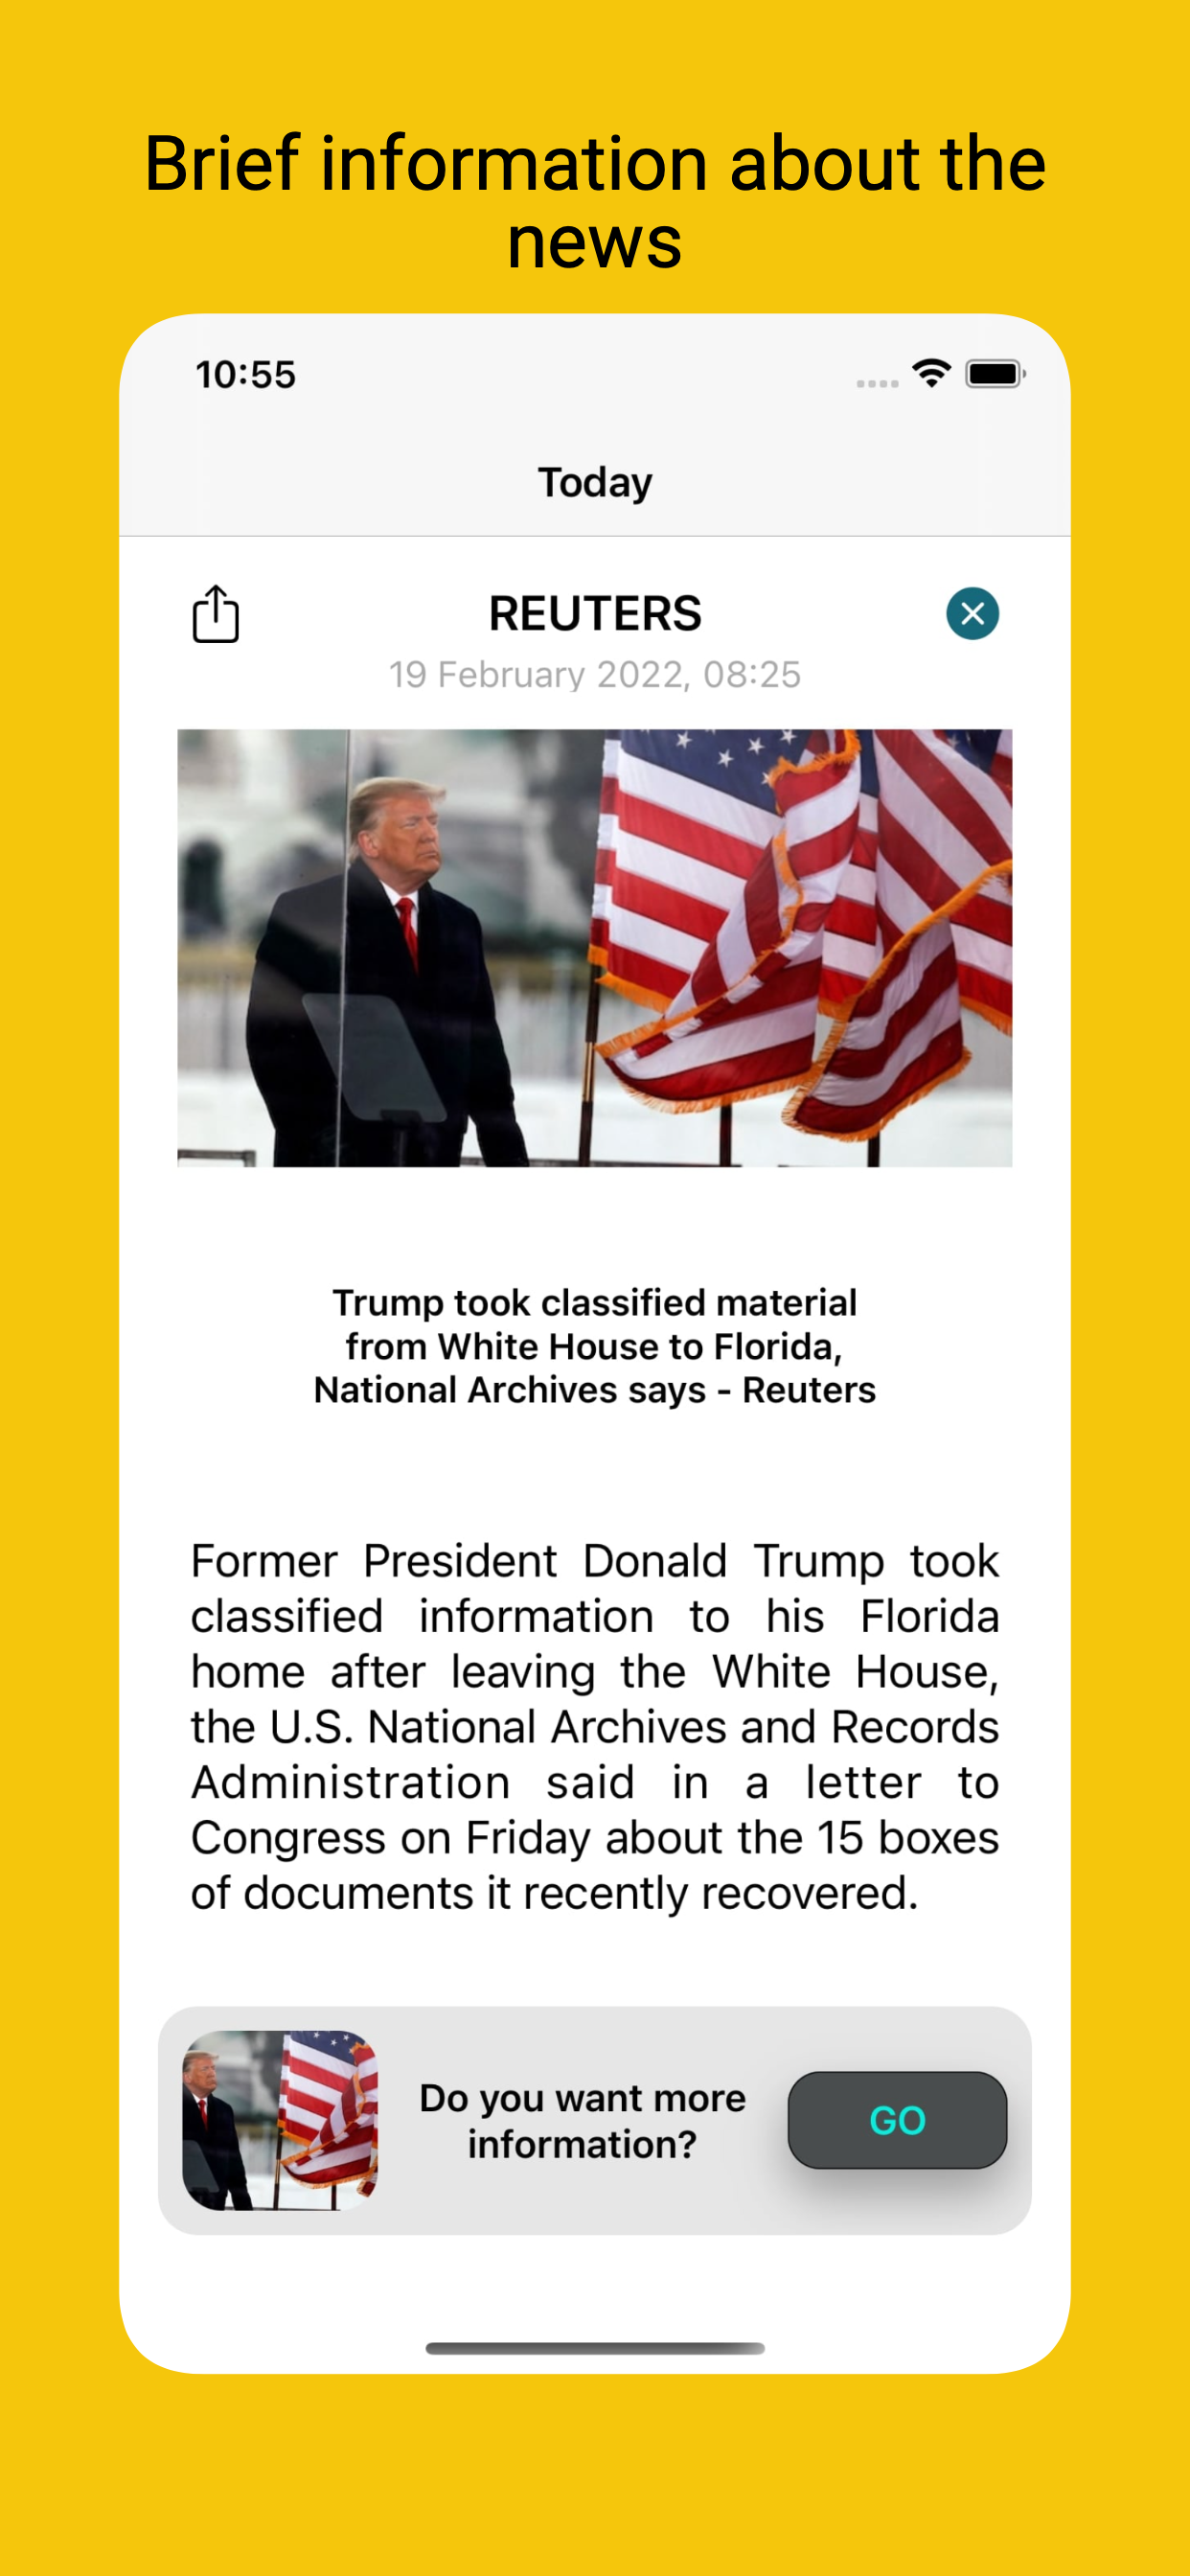 Brief information about the
news
10:55
Today
REUTERS
19 February 2022, 08:25
Trump took classified material
from White House to Florida,
National Archives says - Reuters
Former President Donald Trump took
classified information to his Florida
home after leaving the White House,
the U.S. National Archives and Records
Administration said in a letter to
Congress on Friday about the 15 boxes
of documents it recently recovered.
Do you want more
information?
GO